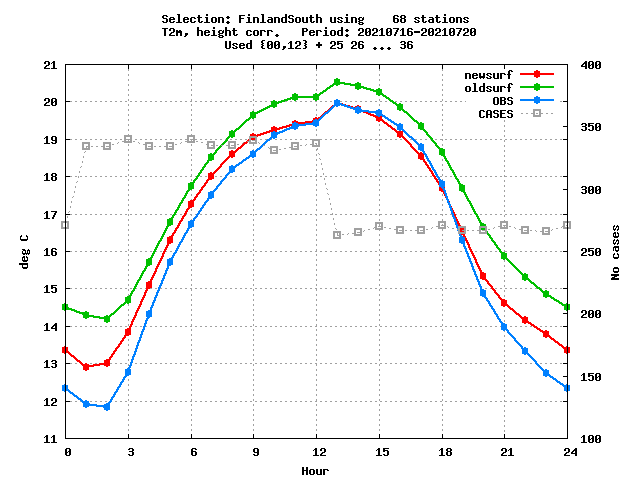 Selection: FinlandSouth using    68 stations
T2m, height corr.   Period: 20210716-20210720
Used {00,12} + 25 26 ... 36
newsurf
oldsurf
OBS
CASES
21
20
19
18
17
16
15
14
13
12
11
400
350
300
250
200
150
100
deg C
No cases
0 3 6 9 12 15 18 21 24
Hour